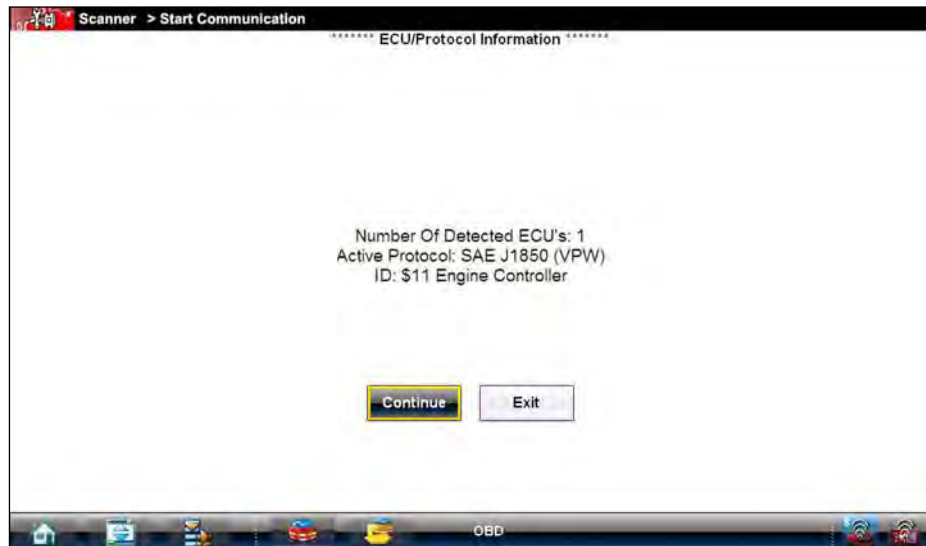 Scanner > Start Communication
******* ECU/Protocol Information *******
Number Of Detected ECU's: 1
Active Protocol: SAE J1850 (VPW)
ID: $11 Engine Controller
Continue
Exit
OBD